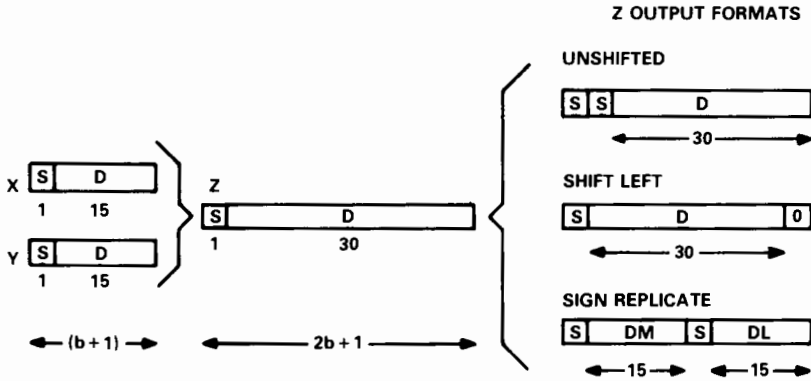 Z OUTPUT FORMATS
UNSHIFTED
S S D
30
X S D
1 15
Y S D
1 15
(b + 1)
Z
S D
1 30
2b + 1
SHIFT LEFT
S D 0
30
SIGN REPLICATE
S DM S DL
15 15